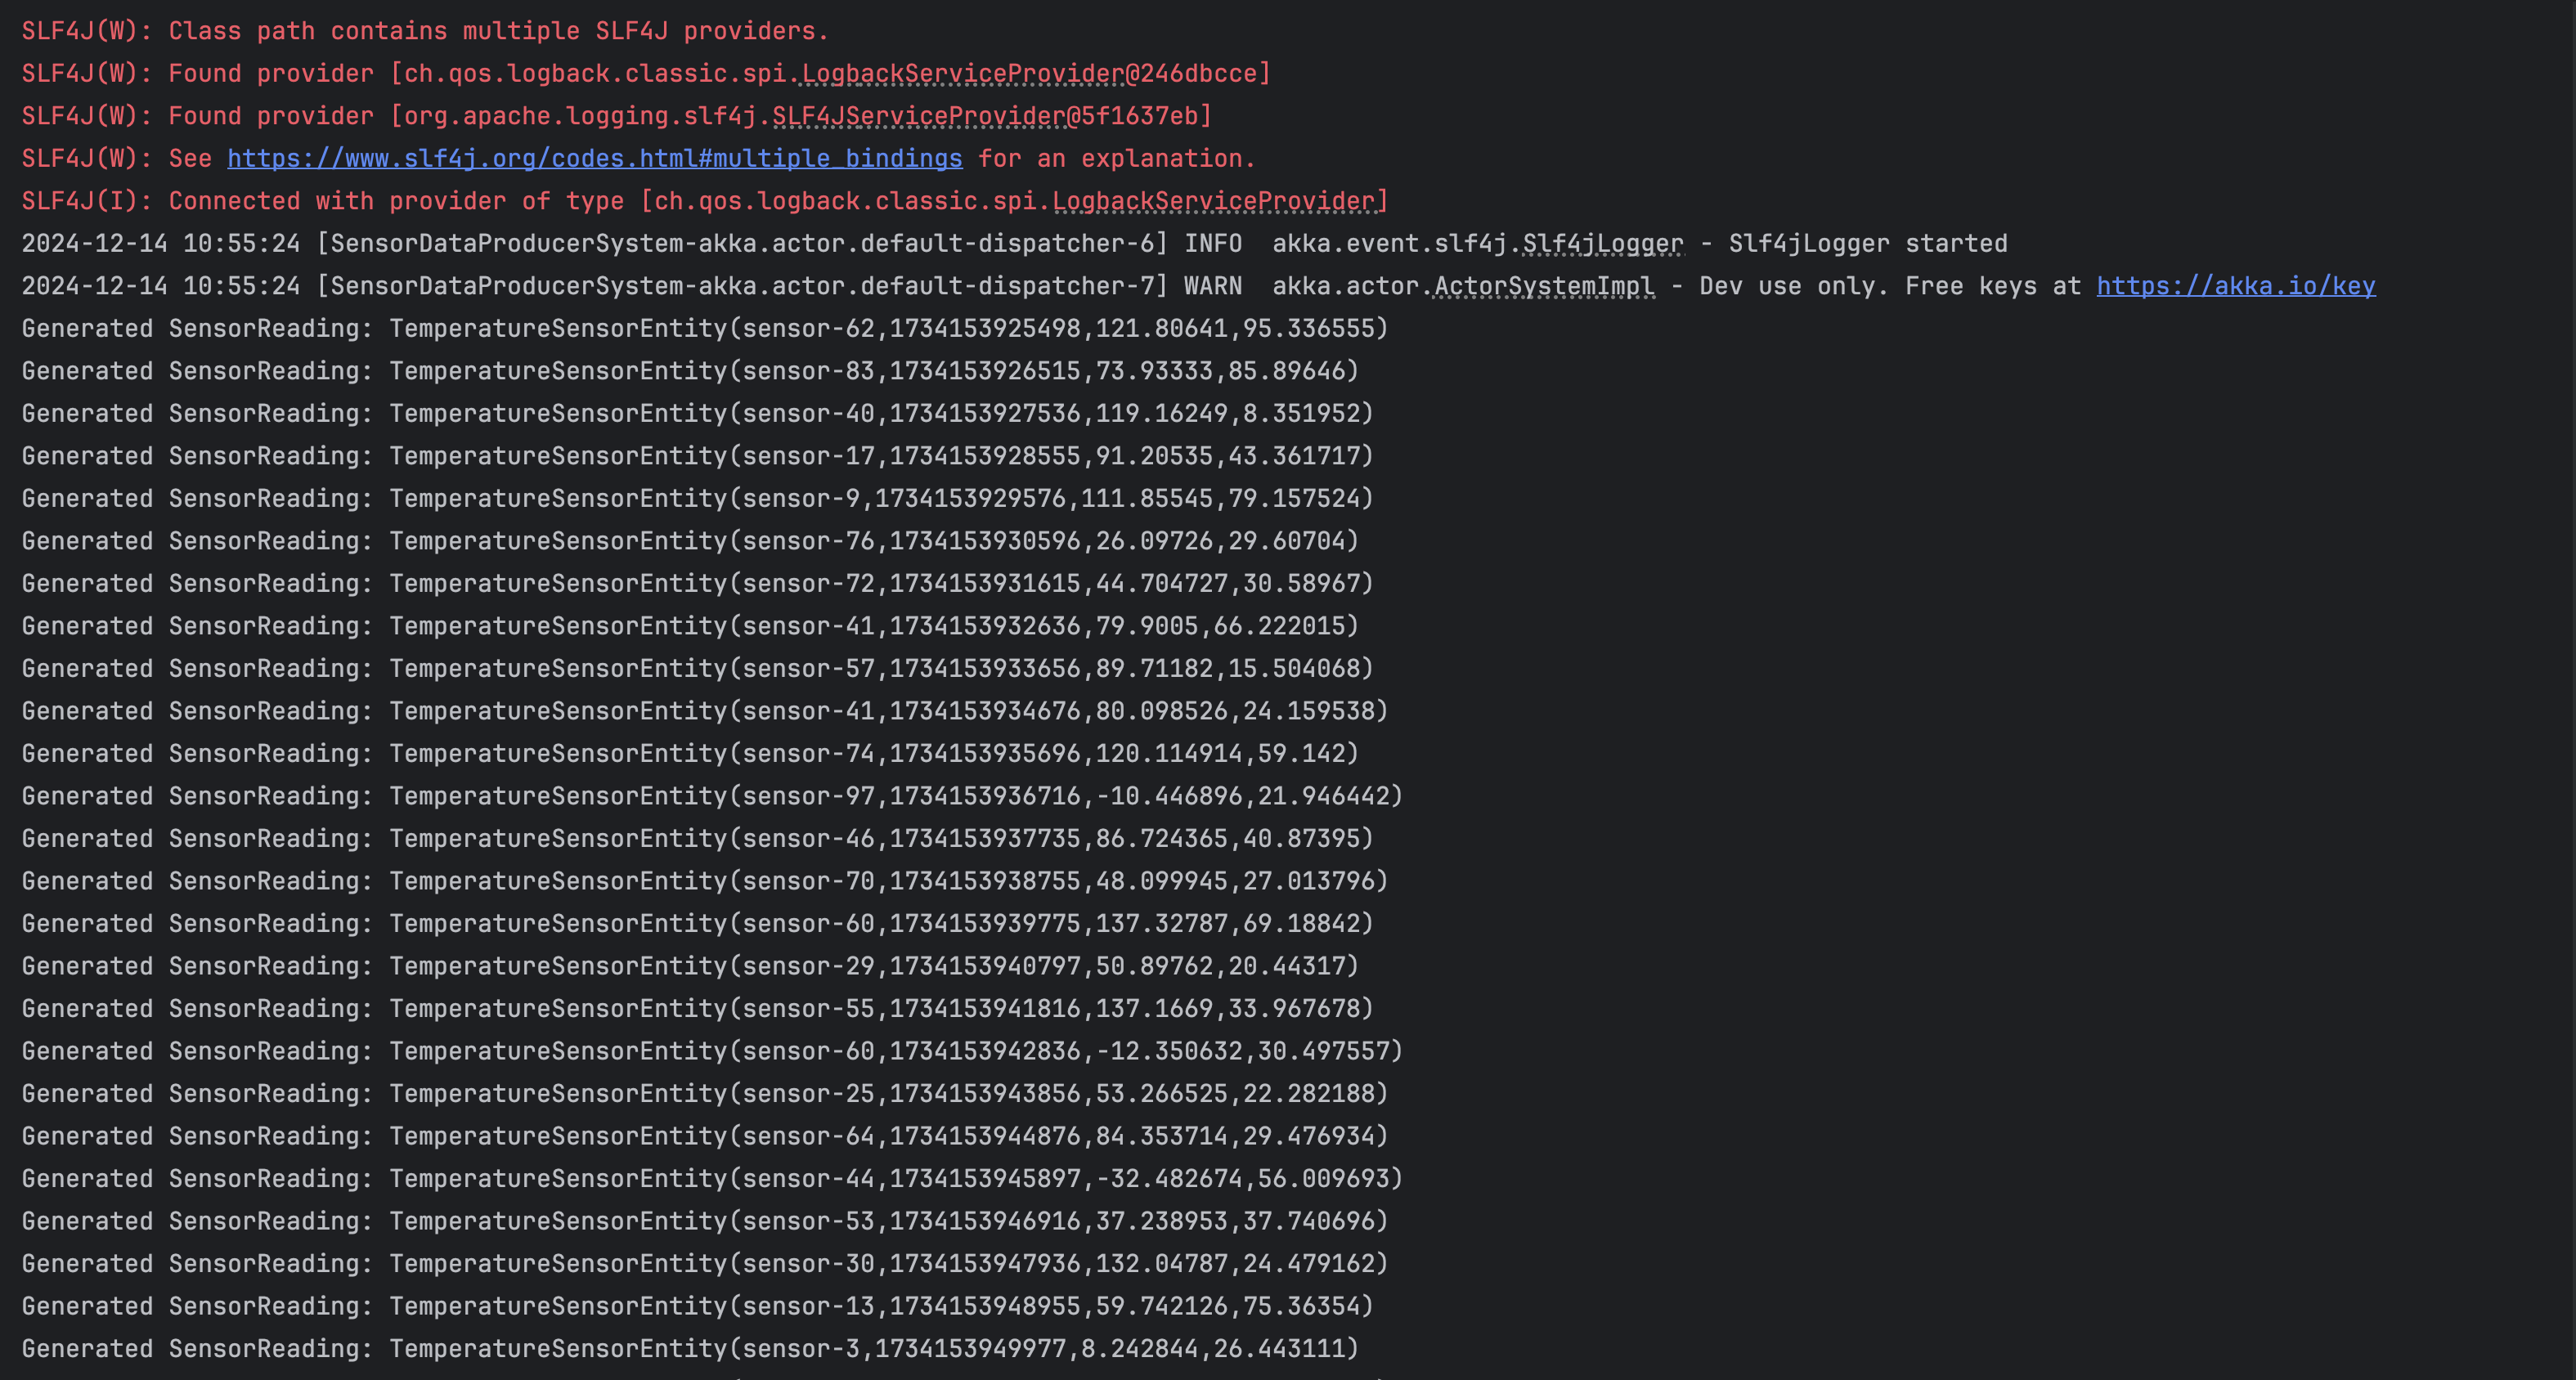 SLF4J(W): Class path contains multiple SLF4J providers.
SLF4J(W): Found provider [ch.qos.logback.classic.spi.LogbackServiceProvider@246dbcce]
SLF4J(W): Found provider [org.apache.logging.slf4j.SLF4JServiceProvider@5f1637eb]
SLF4J(W): See https://www.slf4j.org/codes.html#multiple_bindings for an explanation.
SLF4J(I): Connected with provider of type [ch.qos.logback.classic.spi.LogbackServiceProvider]
2024-12-14 10:55:24 [SensorDataProducerSystem-akka.actor.default-dispatcher-6] INFO  akka.event.slf4j.Slf4jLogger - Slf4jLogger started
2024-12-14 10:55:24 [SensorDataProducerSystem-akka.actor.default-dispatcher-7] WARN  akka.actor.ActorSystemImpl - Dev use only. Free keys at https://akka.io/key
Generated SensorReading: TemperatureSensorEntity(sensor-62,1734153925498,121.80641,95.336555)
Generated SensorReading: TemperatureSensorEntity(sensor-83,1734153926515,73.93333,85.89646)
Generated SensorReading: TemperatureSensorEntity(sensor-40,1734153927536,119.16249,8.351952)
Generated SensorReading: TemperatureSensorEntity(sensor-17,1734153928555,91.20535,43.361717)
Generated SensorReading: TemperatureSensorEntity(sensor-9,1734153929576,111.85545,79.157524)
Generated SensorReading: TemperatureSensorEntity(sensor-76,1734153930596,26.09726,29.60704)
Generated SensorReading: TemperatureSensorEntity(sensor-72,1734153931615,44.704727,30.58967)
Generated SensorReading: TemperatureSensorEntity(sensor-41,1734153932636,79.9005,66.222015)
Generated SensorReading: TemperatureSensorEntity(sensor-57,1734153933656,89.71182,15.504068)
Generated SensorReading: TemperatureSensorEntity(sensor-41,1734153934676,80.098526,24.159538)
Generated SensorReading: TemperatureSensorEntity(sensor-74,1734153935696,120.114914,59.142)
Generated SensorReading: TemperatureSensorEntity(sensor-97,1734153936716,-10.446896,21.946442)
Generated SensorReading: TemperatureSensorEntity(sensor-46,1734153937735,86.724365,40.87395)
Generated SensorReading: TemperatureSensorEntity(sensor-70,1734153938755,48.099945,27.013796)
Generated SensorReading: TemperatureSensorEntity(sensor-60,1734153939775,137.32787,69.18842)
Generated SensorReading: TemperatureSensorEntity(sensor-29,1734153940797,50.89762,20.44317)
Generated SensorReading: TemperatureSensorEntity(sensor-55,1734153941816,137.1669,33.967678)
Generated SensorReading: TemperatureSensorEntity(sensor-60,1734153942836,-12.350632,30.497557)
Generated SensorReading: TemperatureSensorEntity(sensor-25,1734153943856,53.266525,22.282188)
Generated SensorReading: TemperatureSensorEntity(sensor-64,1734153944876,84.353714,29.476934)
Generated SensorReading: TemperatureSensorEntity(sensor-44,1734153945897,-32.482674,56.009693)
Generated SensorReading: TemperatureSensorEntity(sensor-53,1734153946916,37.238953,37.740696)
Generated SensorReading: TemperatureSensorEntity(sensor-30,1734153947936,132.04787,24.479162)
Generated SensorReading: TemperatureSensorEntity(sensor-13,1734153948955,59.742126,75.36354)
Generated SensorReading: TemperatureSensorEntity(sensor-3,1734153949977,8.242844,26.443111)